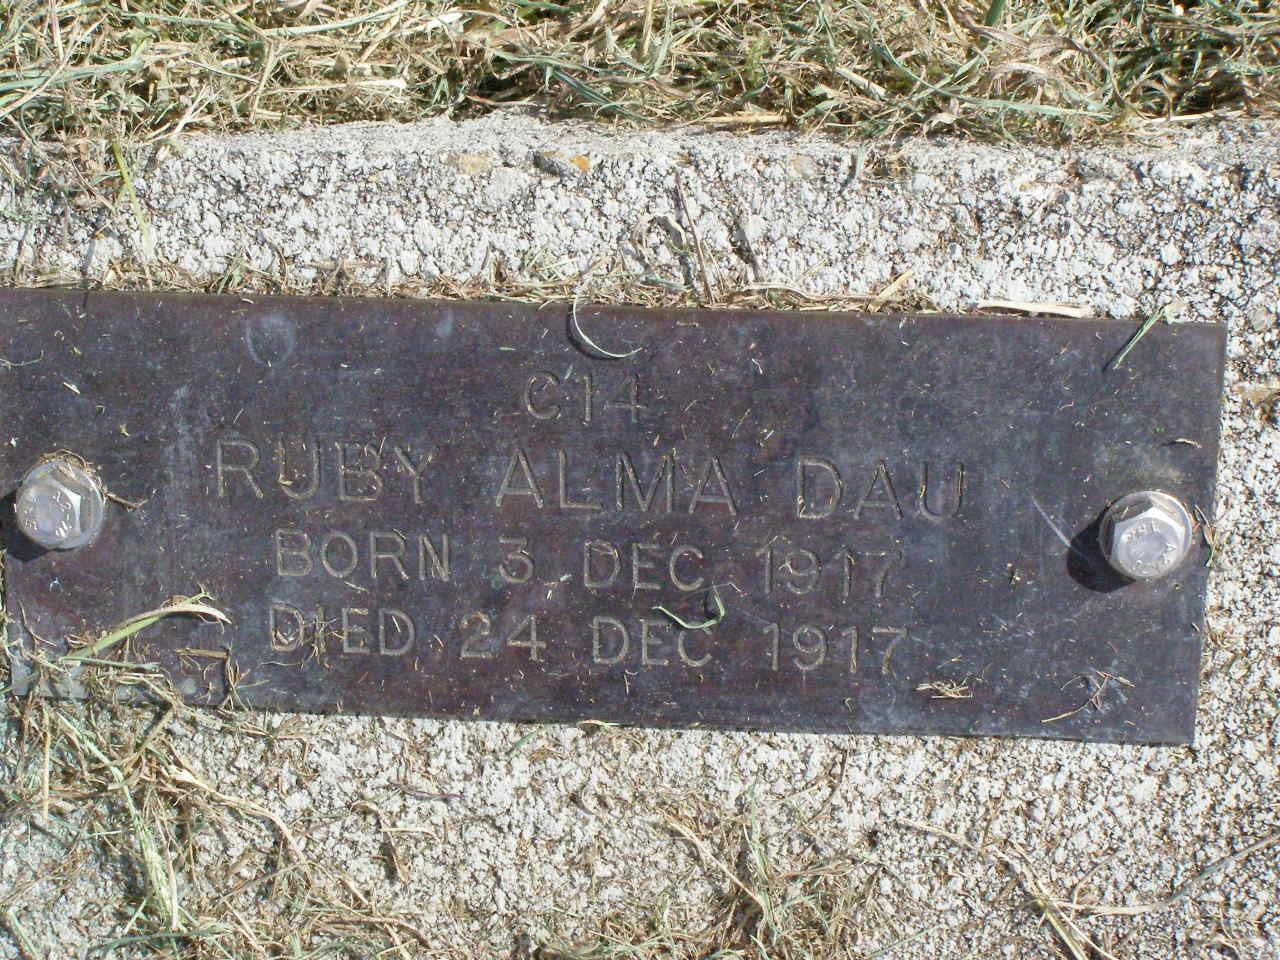 C14
RUBY ALMA DAU
BORN 3 DEC 1917
DIED 24 DEC 1917